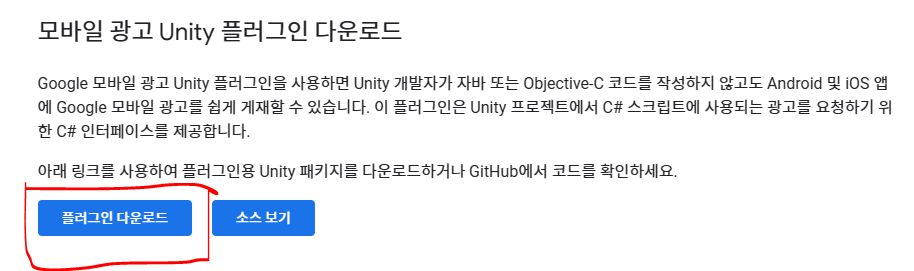 모바일 광고 Unity 플러그인 다운로드
Google 모바일 광고 Unity 플러그인을 사용하면 Unity 개발자가 자바 또는 Objective-C 코드를 작성하지 않고도 Android 및 iOS 앱
에 Google 모바일 광고를 쉽게 게재할 수 있습니다. 이 플러그인은 Unity 프로젝트에서 C# 스크립트에 사용되는 광고를 요청하기 위
한 C# 인터페이스를 제공합니다.
아래 링크를 사용하여 플러그인용 Unity 패키지를 다운로드하거나 GitHub에서 코드를 확인하세요.
플러그인 다운로드 소스 보기